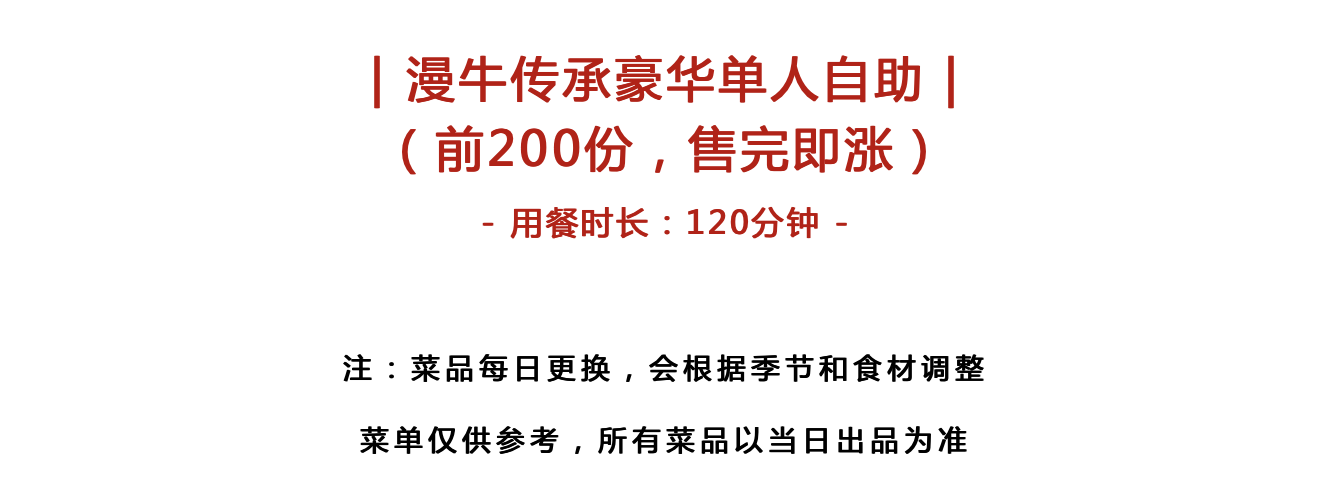 | 漫牛传承豪华单人自助 |
（前200份，售完即涨）
- 用餐时长：120分钟 -
注：菜品每日更换，会根据季节和食材调整
菜单仅供参考，所有菜品以当日出品为准